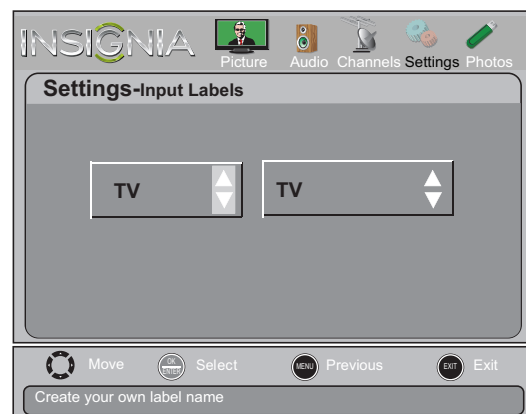 INSIGNIA
Picture Audio Channels Settings Photos
Settings-Input Labels
TV TV
Move OK ENTER Select MENU Previous EXIT Exit
Create your own label name